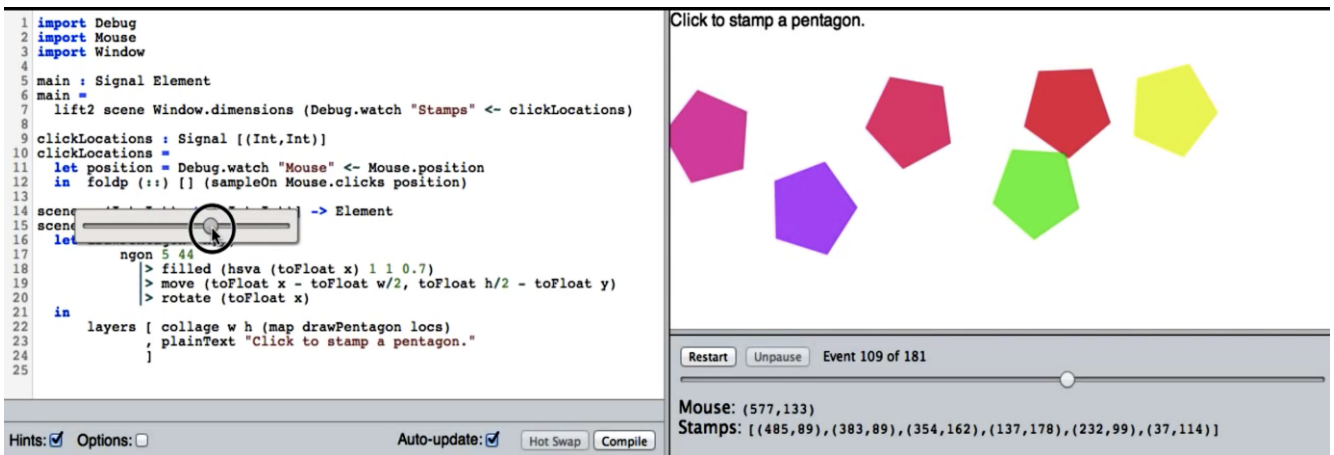 1 import Debug
2 import Mouse
3 import Window
4
5 main : Signal Element
6 main =
7 lift2 scene Window.dimensions (Debug.watch "Stamps" <~ clickLocations)
8
9 clickLocations : Signal [(Int,Int)]
10 clickLocations =
11 let position = Debug.watch "Mouse" <~ Mouse.position
12 in foldp (::) [] (sampleOn Mouse.clicks position)
13
14 scene -> Element
15 scene
16 let
17 ngon 5 44
18 |> filled (hsva (toFloat x) 1 1 0.7)
19 |> move (toFloat x - toFloat w/2, toFloat h/2 - toFloat y)
20 |> rotate (toFloat x)
21 in
22 layers [ collage w h (map drawPentagon locs)
23 , plainText "Click to stamp a pentagon."
24 ]
25
Hints: Options: Auto-update: Hot Swap Compile
Click to stamp a pentagon.
Restart Unpause Event 109 of 181
Mouse: (577,133)
Stamps: [(485,89),(383,89),(354,162),(137,178),(232,99),(37,114)]